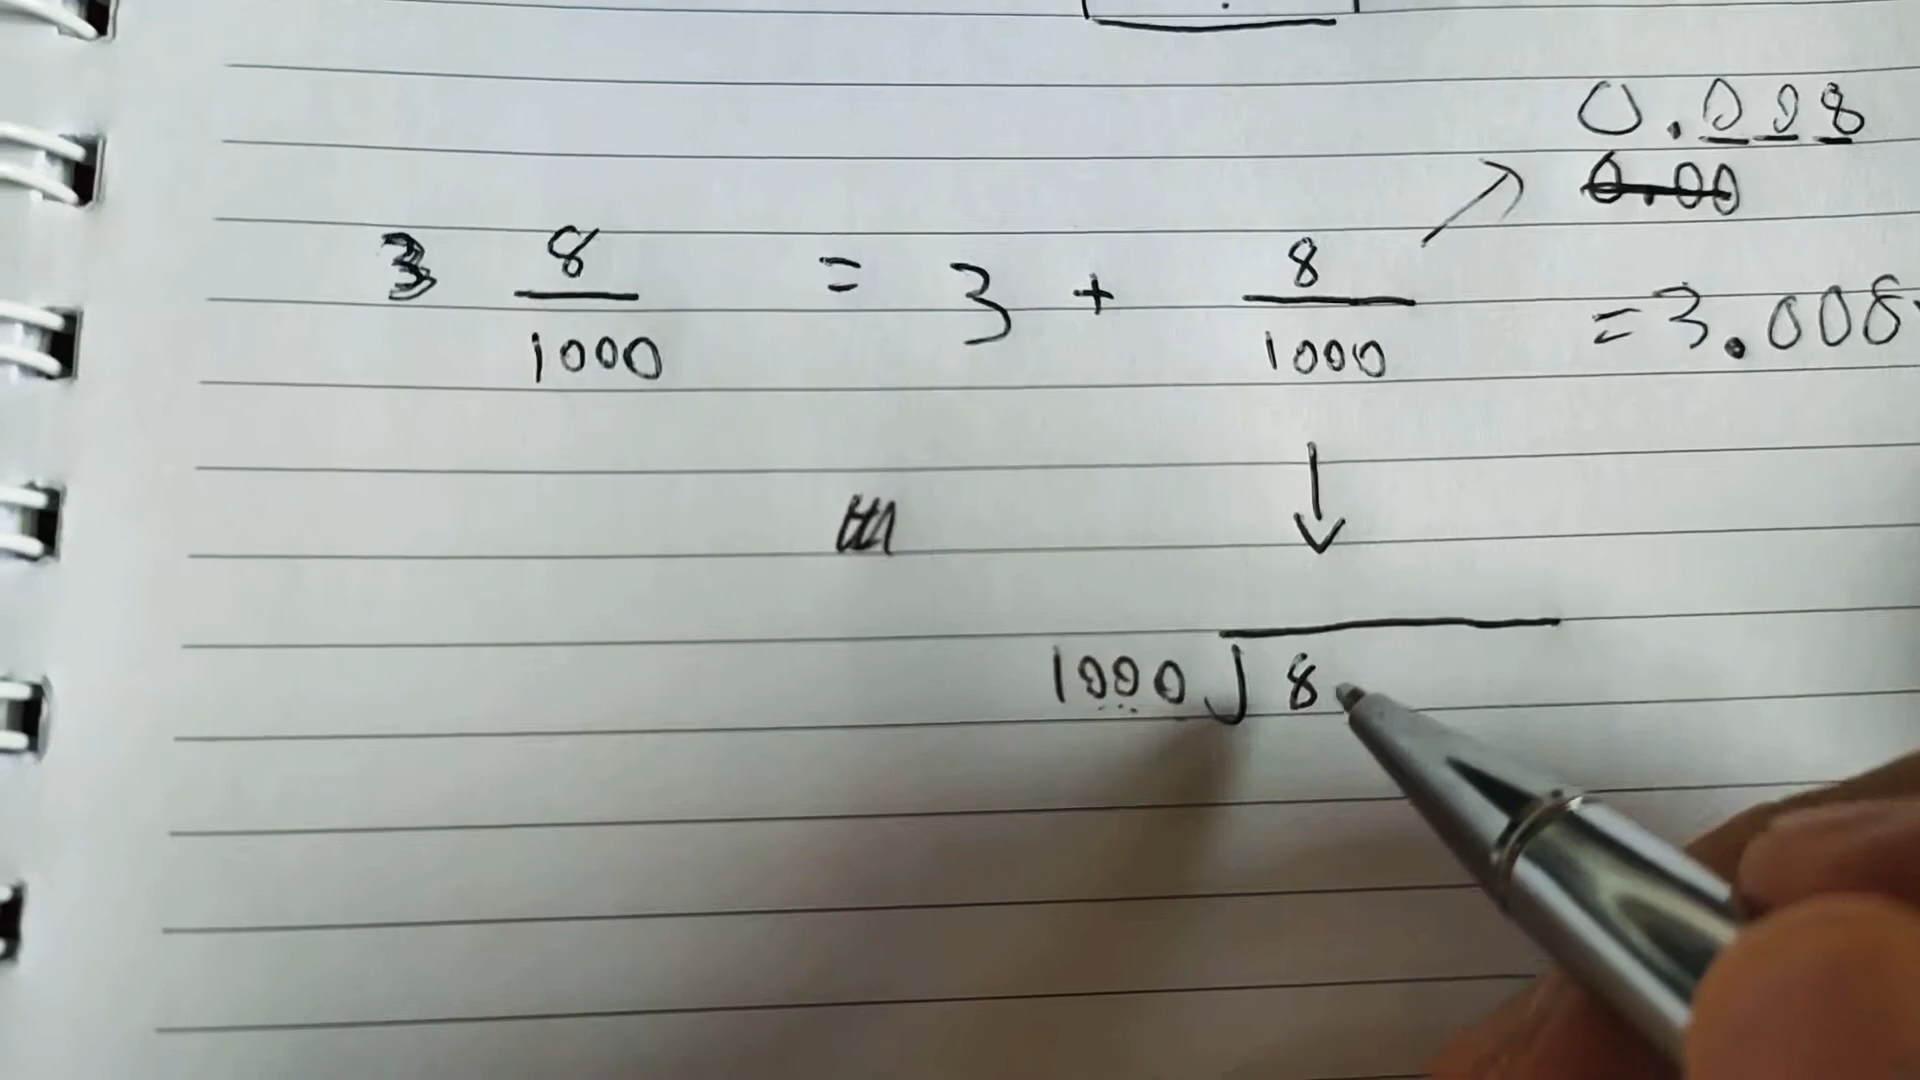 0.008
0.00
3 8/1000 = 3 + 8/1000 = 3.008
1000 ) 8